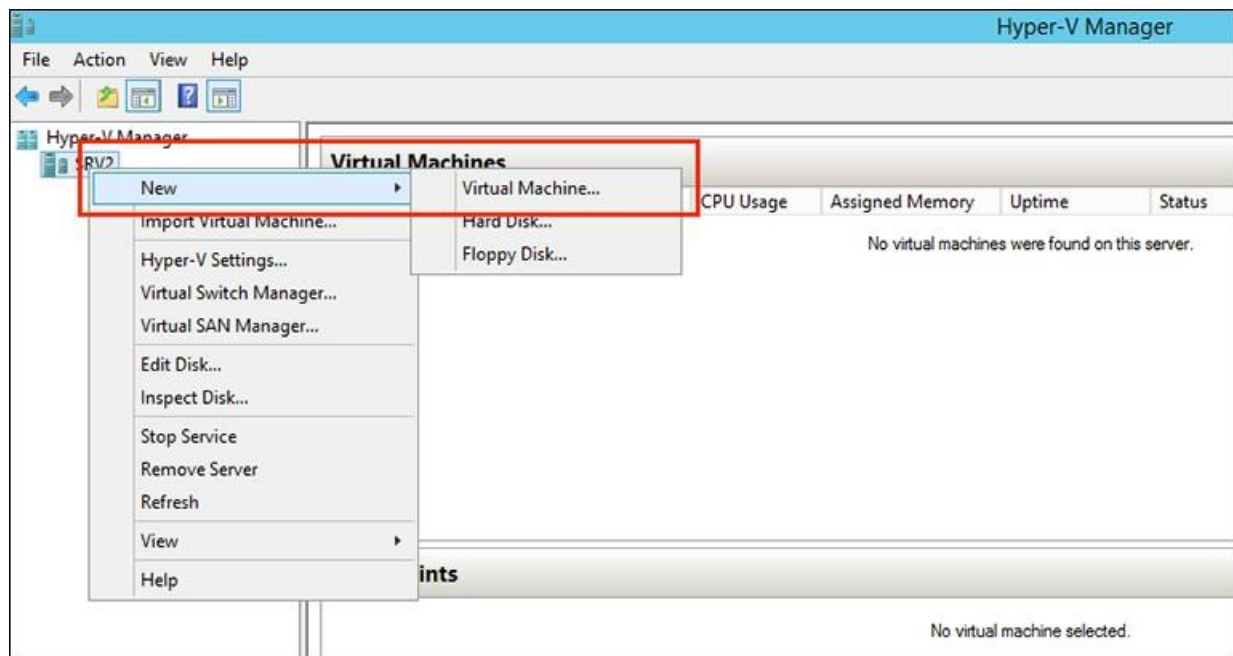 Hyper-V Manager
File Action View Help
Hyper-V Manager
SRV2
Virtual Machines
New
Virtual Machine...
CPU Usage Assigned Memory Uptime Status
Import Virtual Machine...
Hard Disk...
No virtual machines were found on this server.
Hyper-V Settings...
Floppy Disk...
Virtual Switch Manager...
Virtual SAN Manager...
Edit Disk...
Inspect Disk...
Stop Service
Remove Server
Refresh
View
Help
ints
No virtual machine selected.